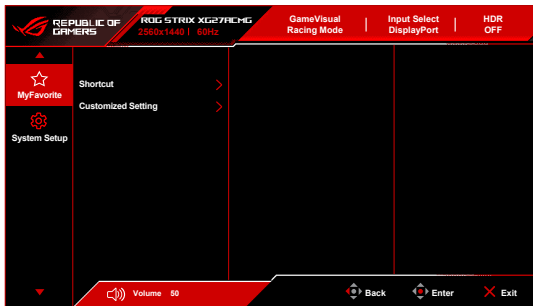 REPUBLIC OF
GAMERS
ROG STRIX XG27ACMG
2560x1440 | 60Hz
GameVisual
Racing Mode
Input Select
DisplayPort
HDR
OFF
MyFavorite
System Setup
Shortcut
Customized Setting
Volume 50
Back
Enter
Exit